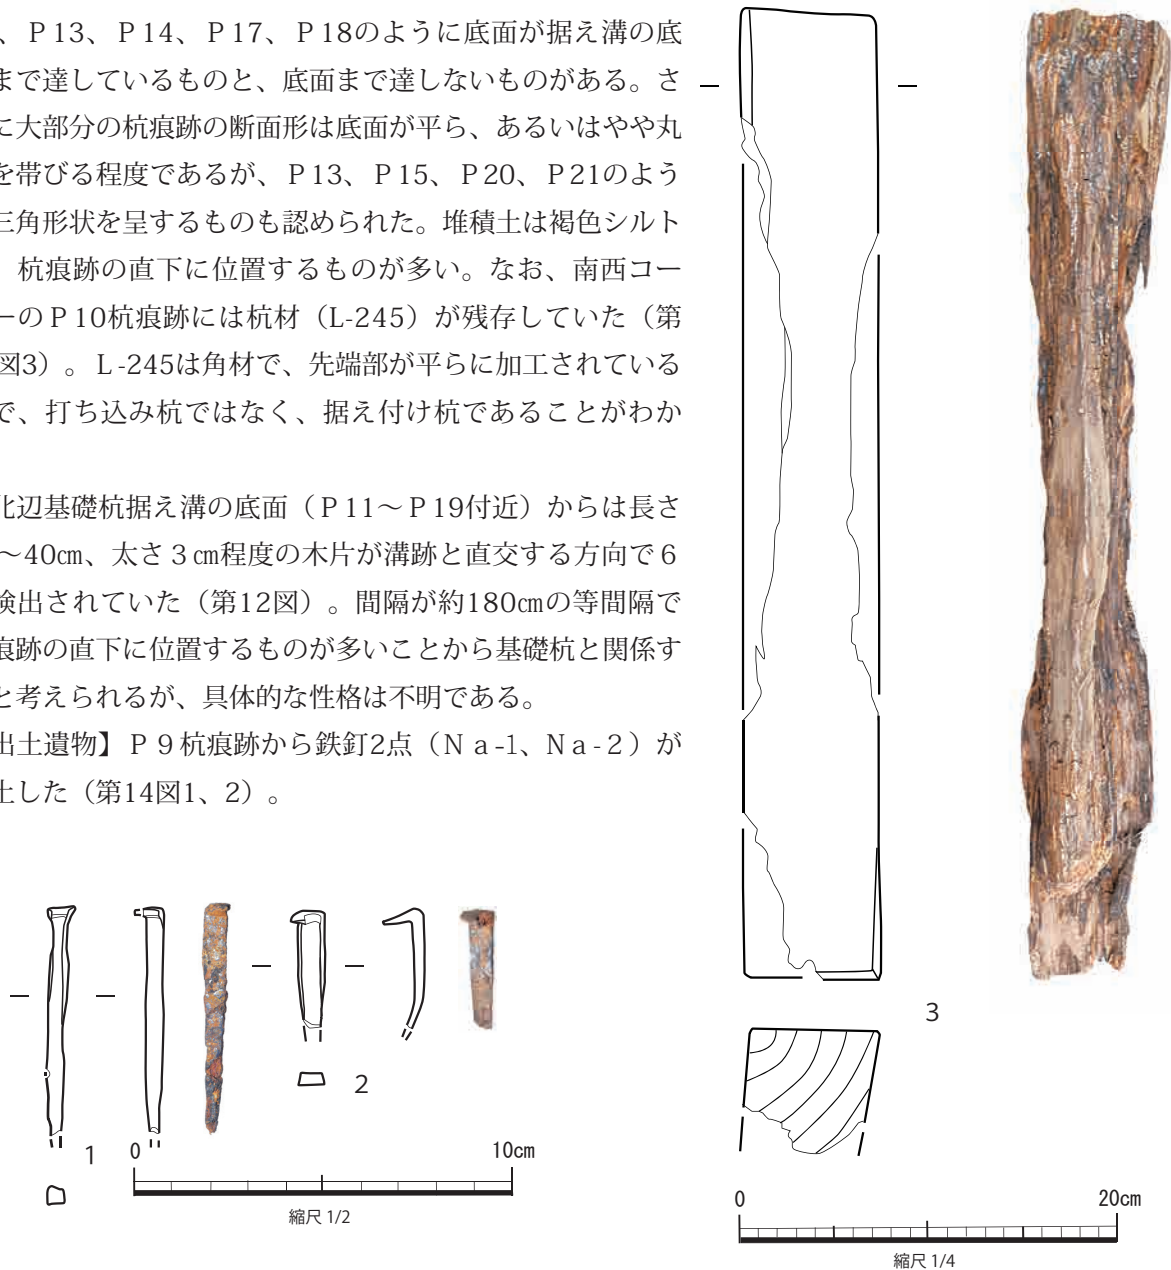 、Ｐ13、Ｐ14、Ｐ17、Ｐ18のように底面が据え溝の底
まで達しているものと、底面まで達しないものがある。さ
に大部分の杭痕跡の断面形は底面が平ら、あるいはやや丸
を帯びる程度であるが、Ｐ13、Ｐ15、Ｐ20、Ｐ21のよう
三角形状を呈するものも認められた。堆積土は褐色シルト
杭痕跡の直下に位置するものが多い。なお、南西コー
ーのＰ10杭痕跡には杭材（L-245）が残存していた（第
図3）。Ｌ-245は角材で、先端部が平らに加工されている
で、打ち込み杭ではなく、据え付け杭であることがわか
北辺基礎杭据え溝の底面（Ｐ11～Ｐ19付近）からは長さ
～40㎝、太さ３㎝程度の木片が溝跡と直交する方向で６
検出されていた（第12図）。間隔が約180㎝の等間隔で
痕跡の直下に位置するものが多いことから基礎杭と関係す
と考えられるが、具体的な性格は不明である。
出土遺物】Ｐ９杭痕跡から鉄釘2点（Ｎａ-1、Ｎａ-２）が
土した（第14図1、2）。
1
2
3
0 10cm
縮尺 1/2
0 20cm
縮尺 1/4